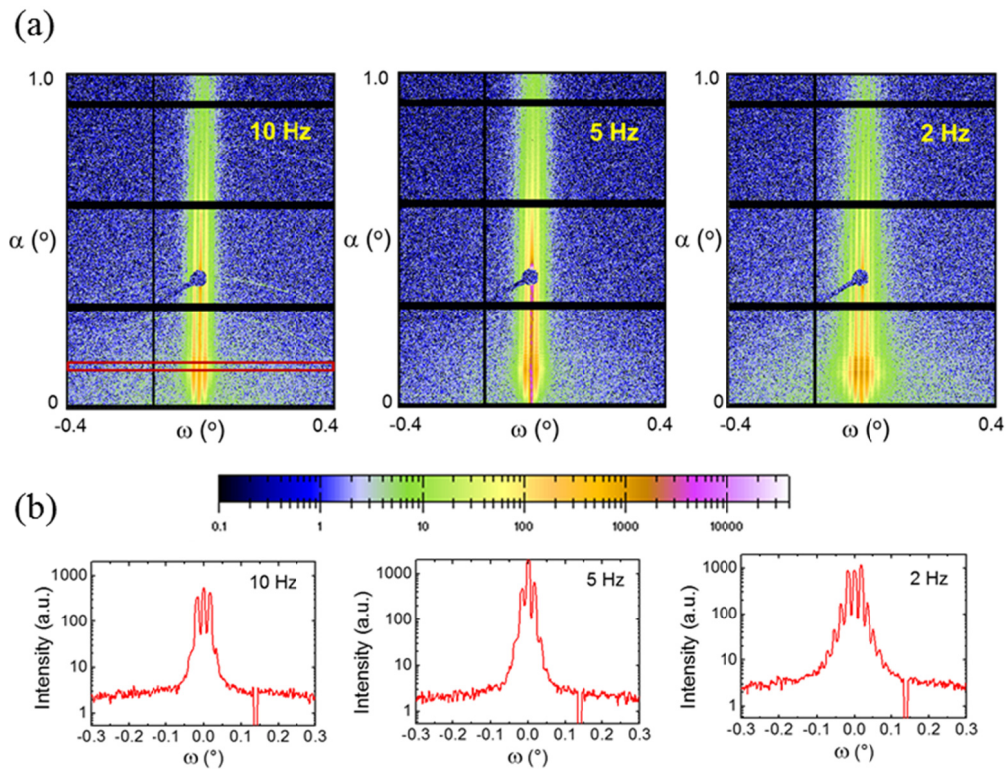 (a)
1.0 1.0 1.0
10 Hz 5 Hz 2 Hz
α (°) α (°) α (°)
0 0 0
-0.4 ω (°) 0.4 -0.4 ω (°) 0.4 -0.4 ω (°) 0.4
0.1 1 10 100 1000 10000
(b)
Intensity (a.u.)
1000
100
10
1
10 Hz
-0.3 -0.2 -0.1 0.0 0.1 0.2 0.3
ω (°)
Intensity (a.u.)
1000
100
10
1
5 Hz
-0.3 -0.2 -0.1 0.0 0.1 0.2 0.3
ω (°)
Intensity (a.u.)
1000
100
10
1
2 Hz
-0.3 -0.2 -0.1 0.0 0.1 0.2 0.3
ω (°)